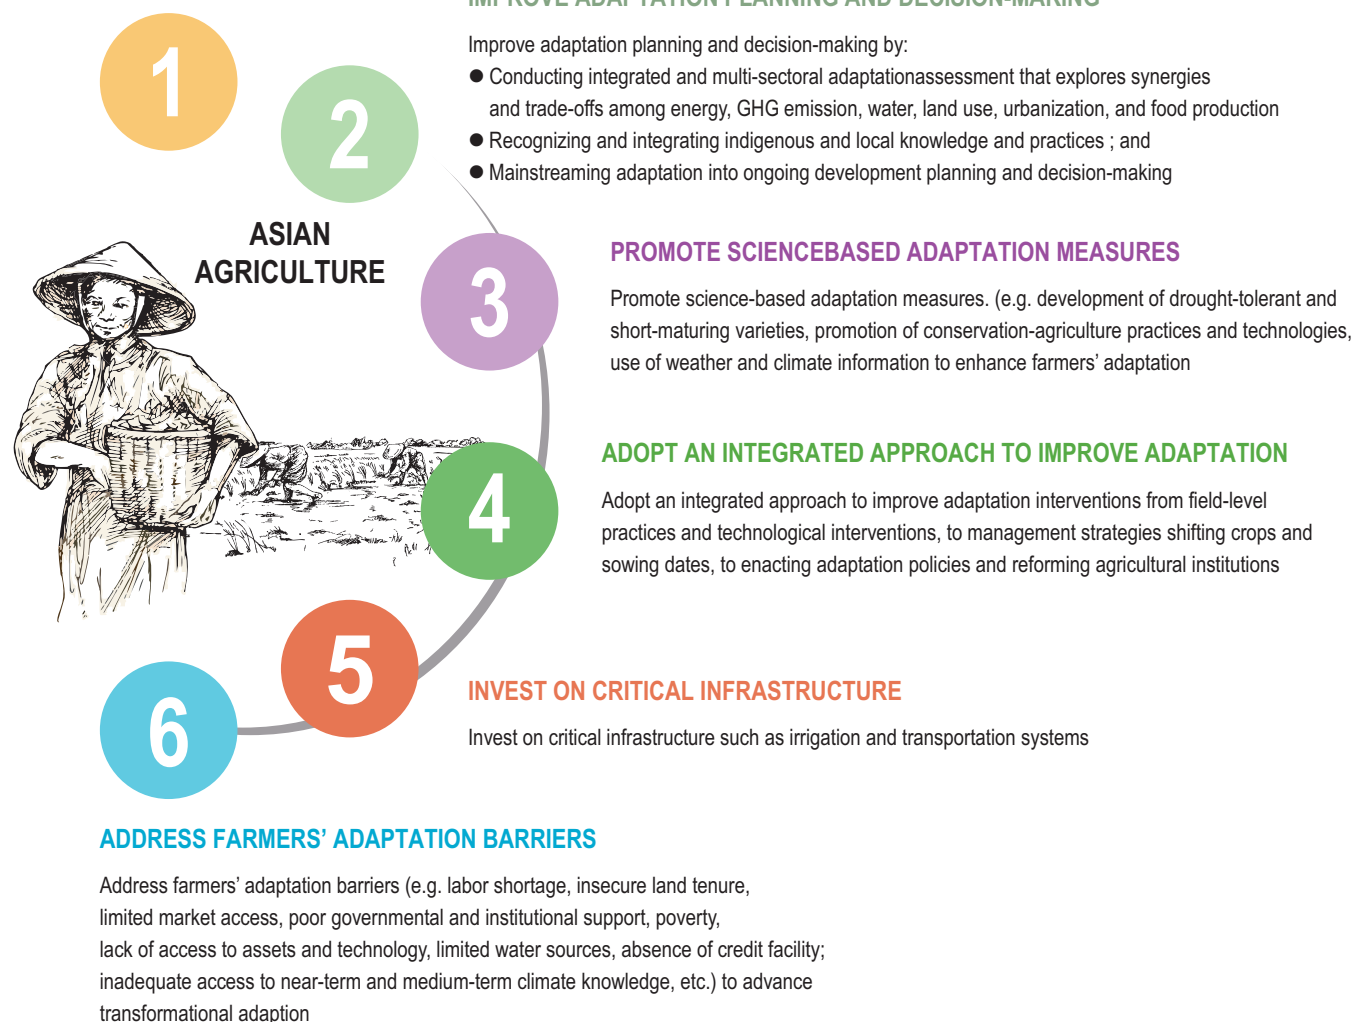 IMPROVE ADAPTATION PLANNING AND DECISION-MAKING
1
2
Improve adaptation planning and decision-making by:
● Conducting integrated and multi-sectoral adaptationassessment that explores synergies
and trade-offs among energy, GHG emission, water, land use, urbanization, and food production
● Recognizing and integrating indigenous and local knowledge and practices ; and
● Mainstreaming adaptation into ongoing development planning and decision-making
ASIAN
AGRICULTURE
3
PROMOTE SCIENCEBASED ADAPTATION MEASURES
Promote science-based adaptation measures. (e.g. development of drought-tolerant and
short-maturing varieties, promotion of conservation-agriculture practices and technologies,
use of weather and climate information to enhance farmers’ adaptation
4
ADOPT AN INTEGRATED APPROACH TO IMPROVE ADAPTATION
Adopt an integrated approach to improve adaptation interventions from field-level
practices and technological interventions, to management strategies shifting crops and
sowing dates, to enacting adaptation policies and reforming agricultural institutions
5
INVEST ON CRITICAL INFRASTRUCTURE
Invest on critical infrastructure such as irrigation and transportation systems
6
ADDRESS FARMERS’ ADAPTATION BARRIERS
Address farmers’ adaptation barriers (e.g. labor shortage, insecure land tenure,
limited market access, poor governmental and institutional support, poverty,
lack of access to assets and technology, limited water sources, absence of credit facility;
inadequate access to near-term and medium-term climate knowledge, etc.) to advance
transformational adaption